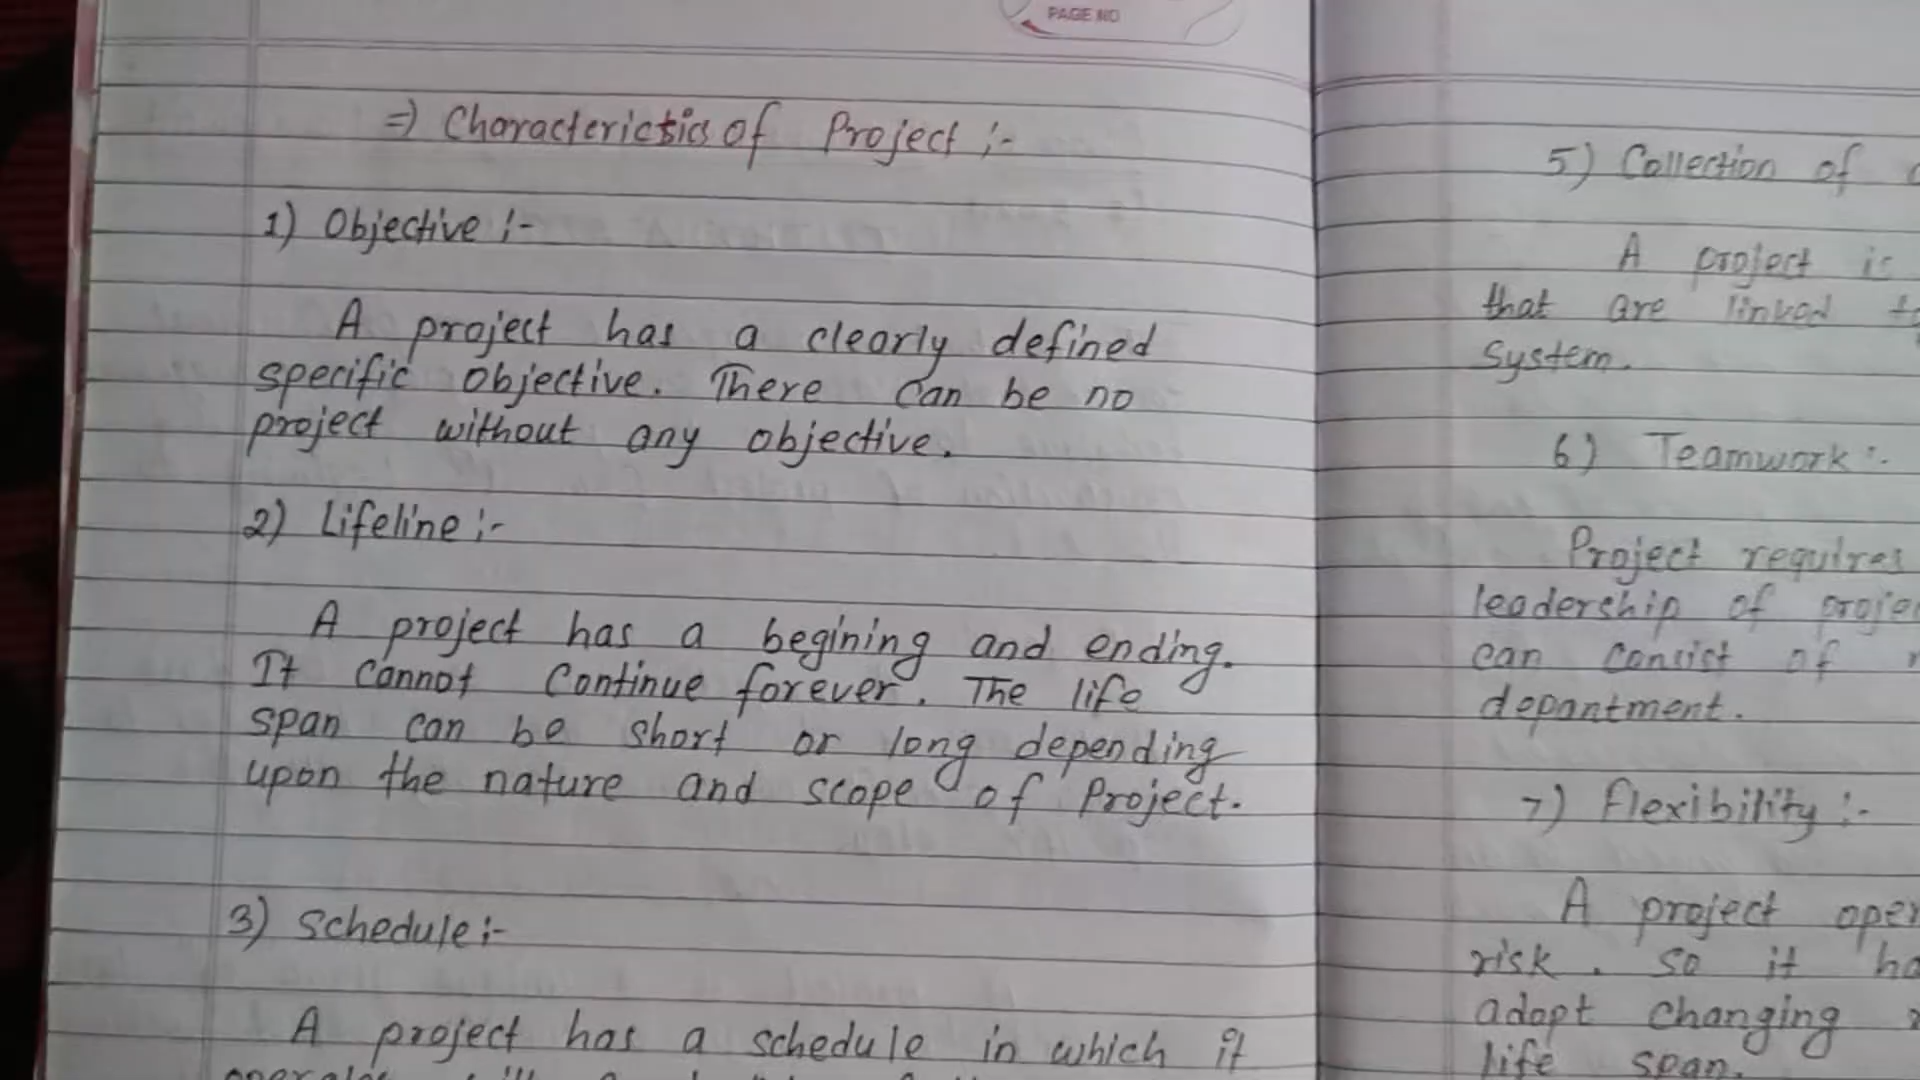 PAGE NO
=) Characterictics of Project :-
1) Objective :-
A project has a clearly defined
specific objective. There can be no
project without any objective.
2) Lifeline :-
A project has a begining and ending.
It cannot continue forever. The life
span can be short or long depending
upon the nature and scope of Project.
3) Schedule :-
A project has a schedule in which it
5) Collection of
A project is
that are linked
System.
6) Teamwork :-
Project requires
leadership of
can consist of
depantment.
7) Flexibility :-
A project
risk. So it
adopt changing
life span.